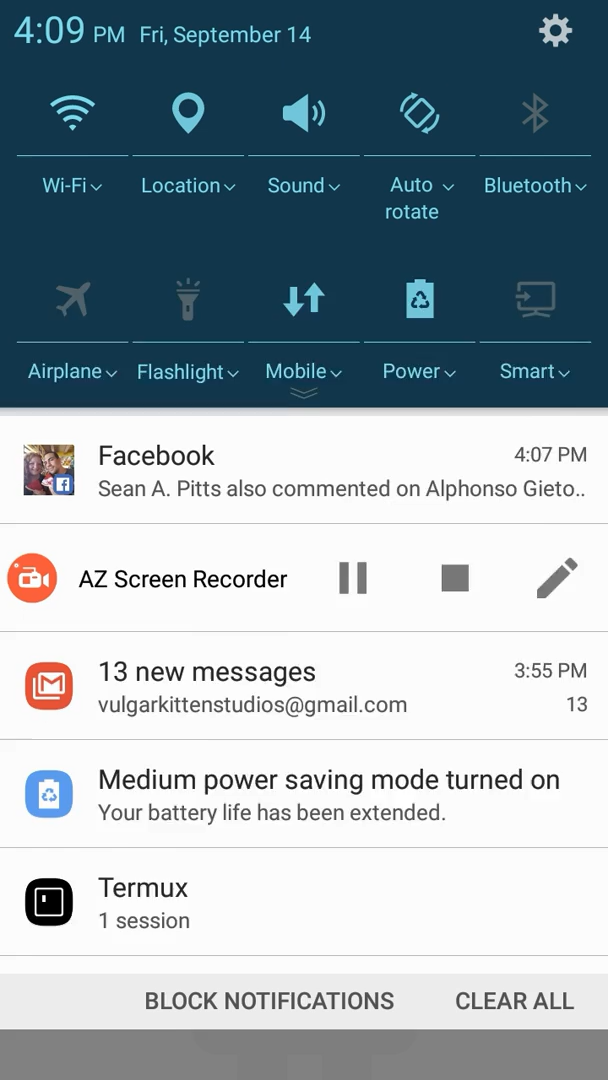 4:09 PM Fri, September 14
Wi-Fi Location Sound Auto rotate Bluetooth
Airplane Flashlight Mobile Power Smart
Facebook 4:07 PM
Sean A. Pitts also commented on Alphonso Gieto..
AZ Screen Recorder
13 new messages 3:55 PM
vulgarkittenstudios@gmail.com 13
Medium power saving mode turned on
Your battery life has been extended.
Termux
1 session
BLOCK NOTIFICATIONS CLEAR ALL